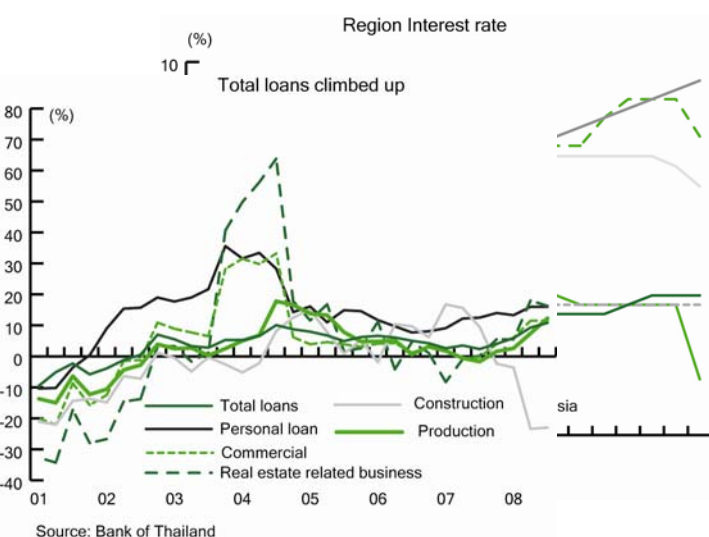 Region Interest rate
(%)
10
Total loans climbed up
(%)
80
70
60
50
40
30
20
10
0
-10
-20
-30
-40
Total loans
Construction
Personal loan
Production
Commercial
Real estate related business
sia
01 02 03 04 05 06 07 08
Source: Bank of Thailand